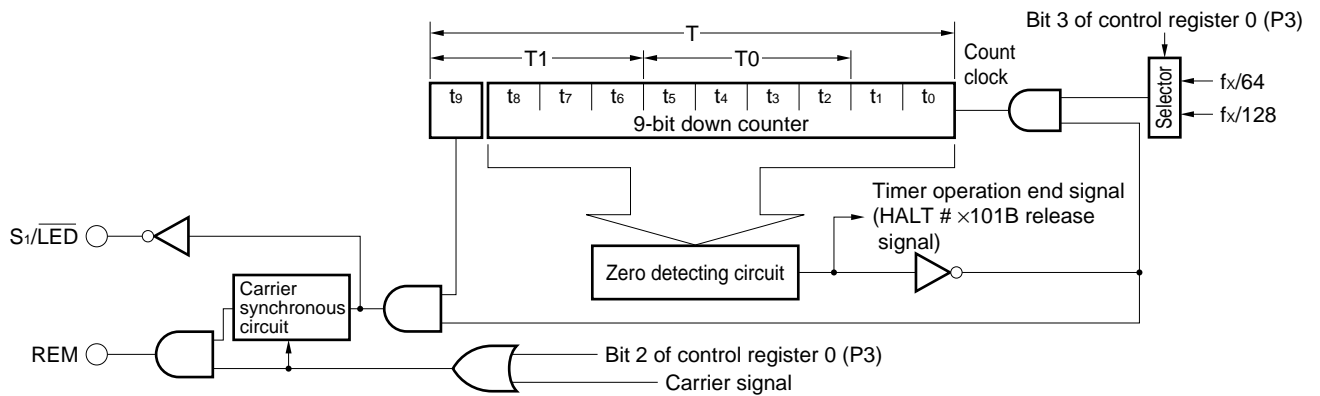 Bit 3 of control register 0 (P3)
T
T1
T0
Count
clock
t9 t8 t7 t6 t5 t4 t3 t2 t1 t0
9-bit down counter
Selector
fX/64
fX/128
Timer operation end signal
(HALT # ×101B release
signal)
S1/LED
Zero detecting circuit
Carrier
synchronous
circuit
REM
Bit 2 of control register 0 (P3)
Carrier signal